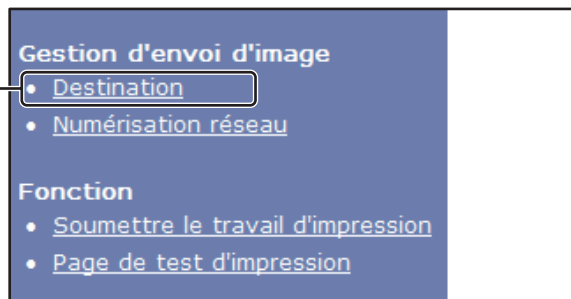 Gestion d'envoi d'image
• Destination
• Numérisation réseau
Fonction
• Soumettre le travail d'impression
• Page de test d'impression